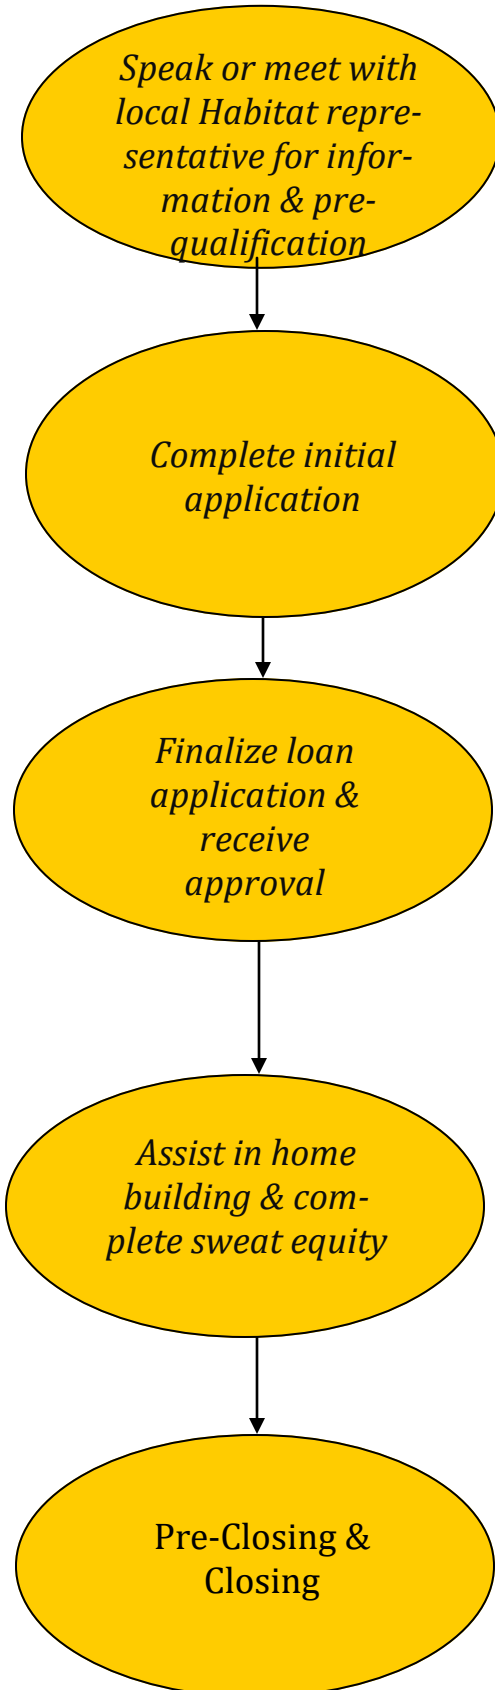 Speak or meet with
local Habitat repre-
sentative for infor-
mation & pre-
qualification
Complete initial
application
Finalize loan
application &
receive
approval
Assist in home
building & com-
plete sweat equity
Pre-Closing &
Closing